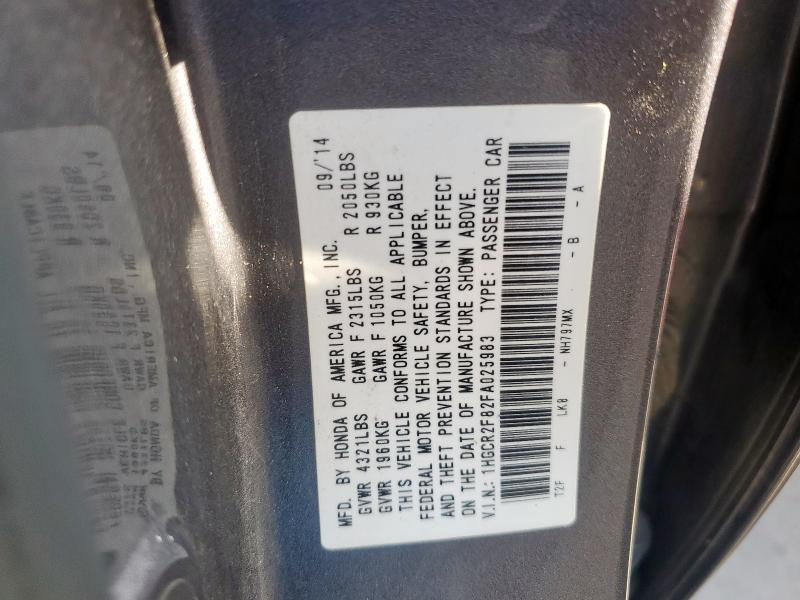 MFD. BY HONDA OF AMERICA MFG., INC. 09/'14
GVWR 4321LBS GAWR F 2315LBS R 2050LBS
GVWR 1960KG GAWR F 1050KG R 930KG
THIS VEHICLE CONFORMS TO ALL APPLICABLE
FEDERAL MOTOR VEHICLE SAFETY, BUMPER,
AND THEFT PREVENTION STANDARDS IN EFFECT
ON THE DATE OF MANUFACTURE SHOWN ABOVE.
V.I.N.: 1HGCR2F82FA025983 TYPE: PASSENGER CAR
T2F F LK8 - NH797MX - B - A